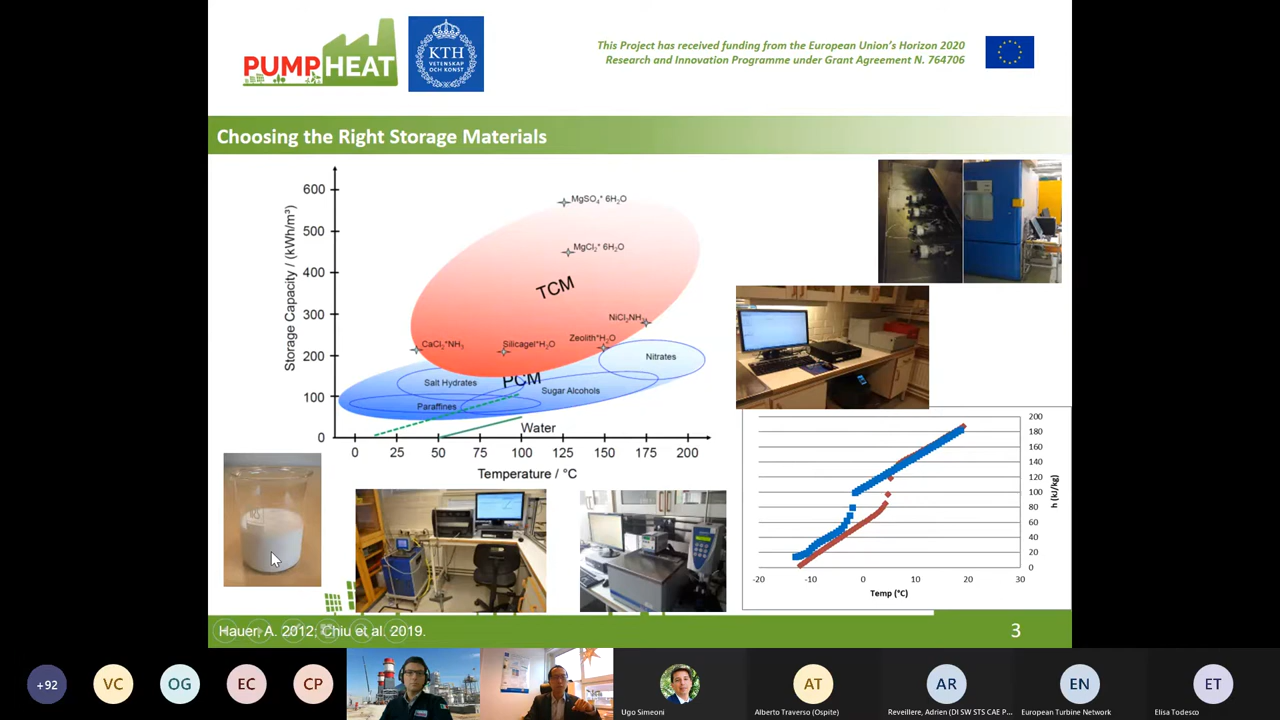 PUMPHEAT
KTH
VETENSKAP
OCH KONST
This Project has received funding from the European Union's Horizon 2020
Research and Innovation Programme under Grant Agreement N. 764706
Choosing the Right Storage Materials
Storage Capacity / (kWh/m³)
600
500
400
300
200
100
0
MgSO₄* 6H₂O
MgCl₂* 6H₂O
TCM
NiCl₂NH₃
Zeolith*H₂O
CaCl₂*NH₃
Silicagel*H₂O
Nitrates
Salt Hydrates
PCM
Sugar Alcohols
Paraffines
Water
0 25 50 75 100 125 150 175 200
Temperature / °C
200
180
160
140
120
100
80
60
40
20
0
h (kJ/kg)
-20 -10 0 10 20 30
Temp (°C)
Hauer, A. 2012; Chiu et al. 2019.
3
+92
VC
OG
EC
CP
Ugo Simeoni
AT
Alberto Traverso (Ospite)
AR
Reveillere, Adrien (DI SW STS CAE P...
EN
European Turbine Network
ET
Elisa Todesco